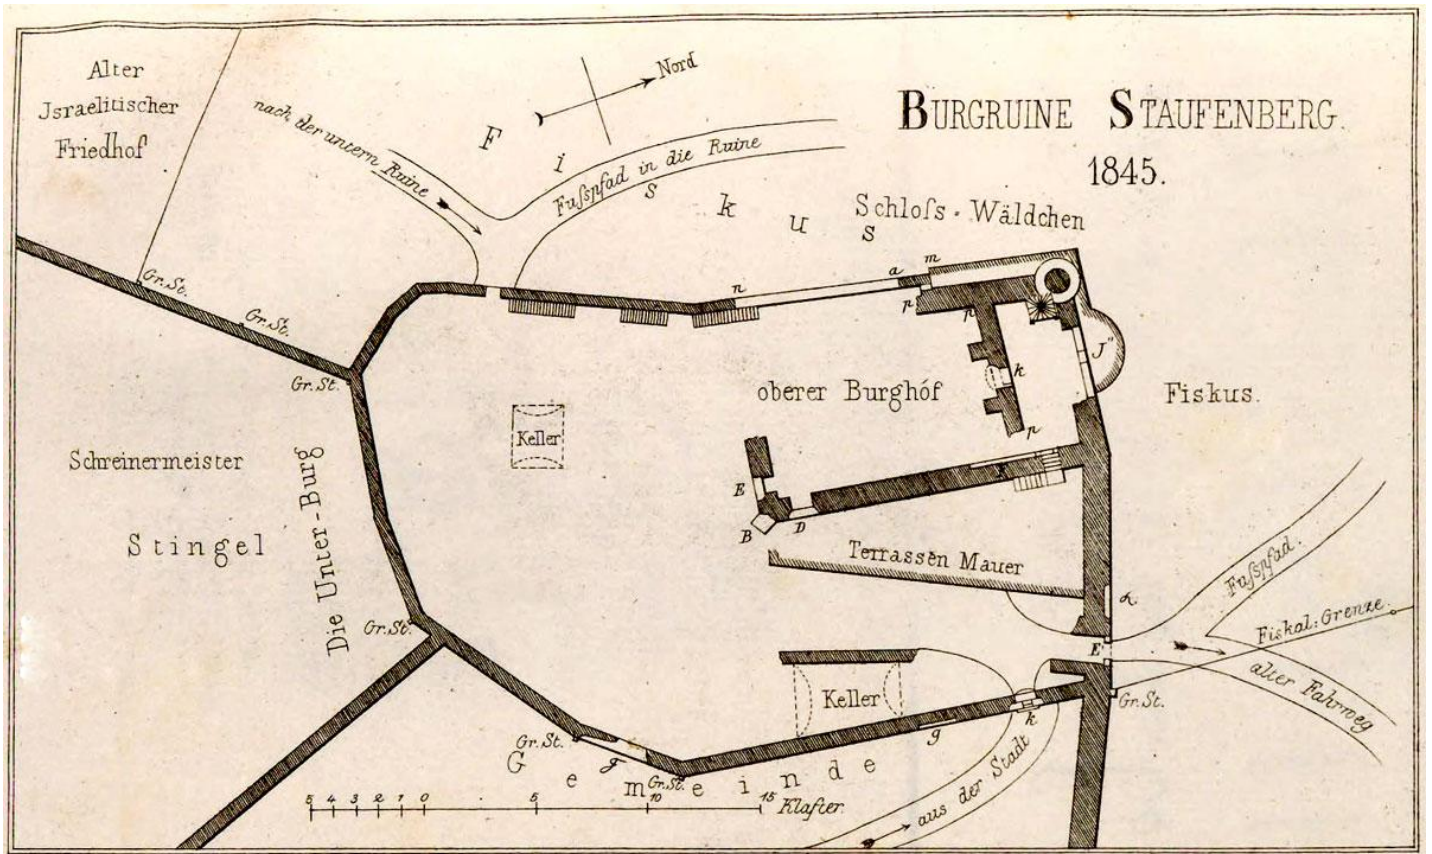 Alter
Jsraelitischer
Friedhof
nach der untern Ruine
Nord
BURGRUINE STAUFENBERG.
1845.
Fiskus
Fußpfad in die Ruine
Schloſs-Wäldchen
Gr. St.
Gr. St.
Gr. St.
n
a
m
p
p
J"
k
p
oberer Burghóf
Fiskus.
Keller
Schreinermeister
Stingel
Die Unter-Burg
E
B
D
Terrassen Mauer
Fuſspfad.
Fiskal: Grenze.
alter Fahrweg
E
Gr. St.
Gr. St.
Keller
k
g
Gr. St.
f
Gr. St.
Gemeinde
aus der Stadt
5 4 3 2 1 0 5 10 15 Klafter.